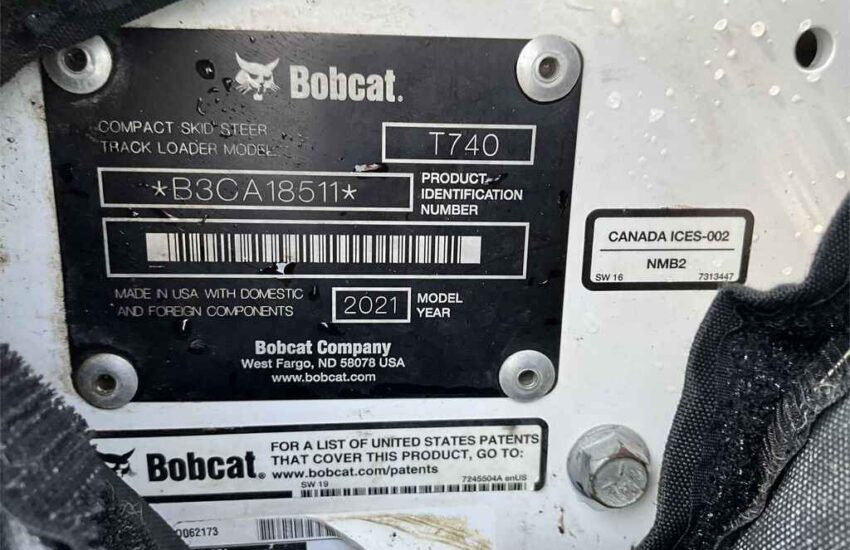 Bobcat.
COMPACT SKID STEER
TRACK LOADER MODEL
T740
*B3CA18511*
PRODUCT
IDENTIFICATION
NUMBER
MADE IN USA WITH DOMESTIC
AND FOREIGN COMPONENTS
2021
MODEL
YEAR
Bobcat Company
West Fargo, ND 58078 USA
www.bobcat.com
CANADA ICES-002
NMB2
SW 16
7313447
Bobcat.
FOR A LIST OF UNITED STATES PATENTS
THAT COVER THIS PRODUCT, GO TO:
www.bobcat.com/patents
SW 19
7245504A enUS